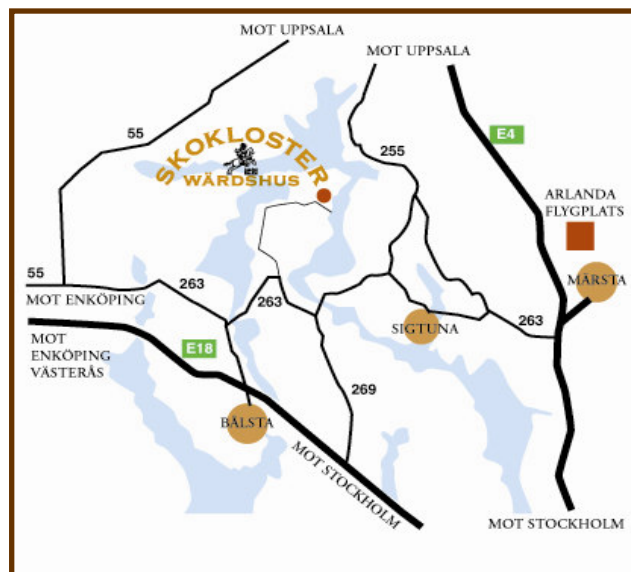 MOT UPPSALA
MOT UPPSALA
55
E4
SKOKLOSTER
WÄRDSHUS
255
ARLANDA
FLYGPLATS
55
263
MÄRSTA
MOT ENKÖPING
263
SIGTUNA
263
MOT
ENKÖPING
VÄSTERÅS
E18
269
BÅLSTA
MOT STOCKHOLM
MOT STOCKHOLM